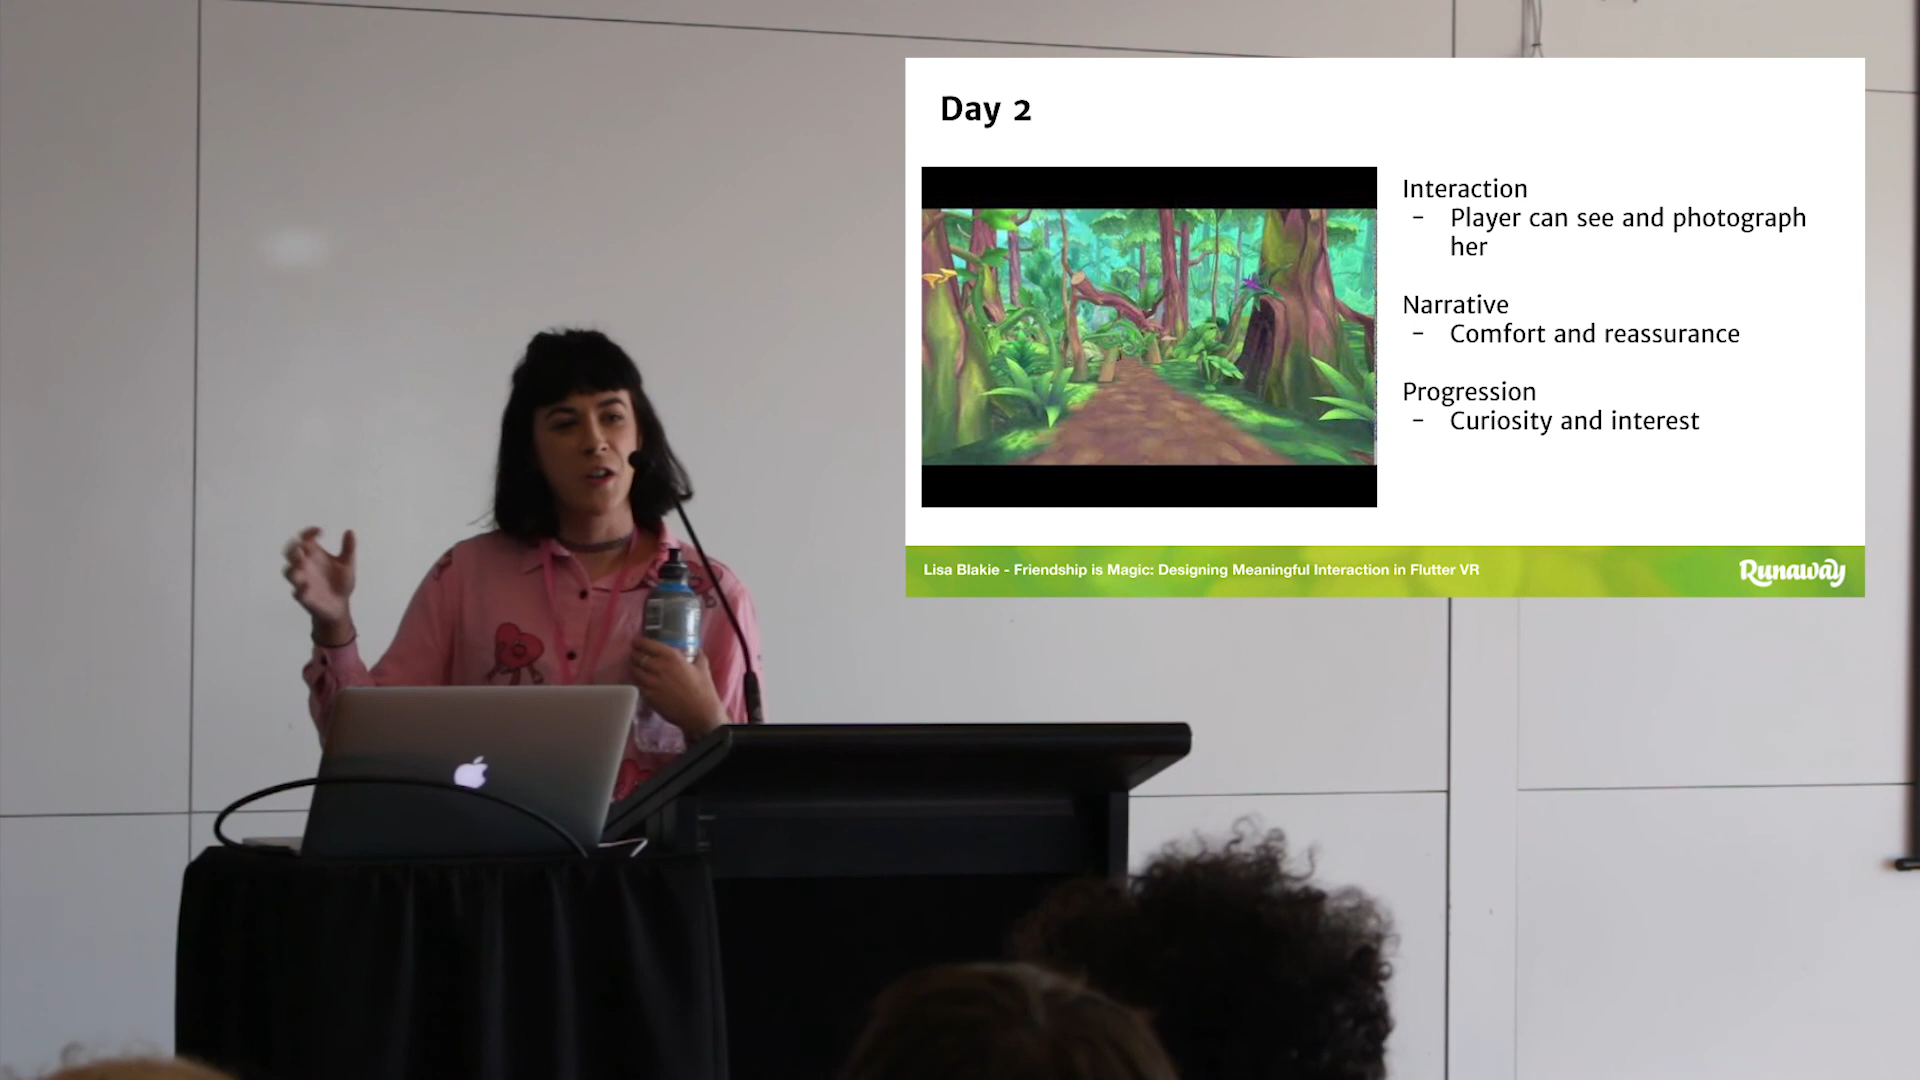 Day 2
Interaction
- Player can see and photograph
her
Narrative
- Comfort and reassurance
Progression
- Curiosity and interest
Lisa Blakie - Friendship is Magic: Designing Meaningful Interaction in Flutter VR
Runaway